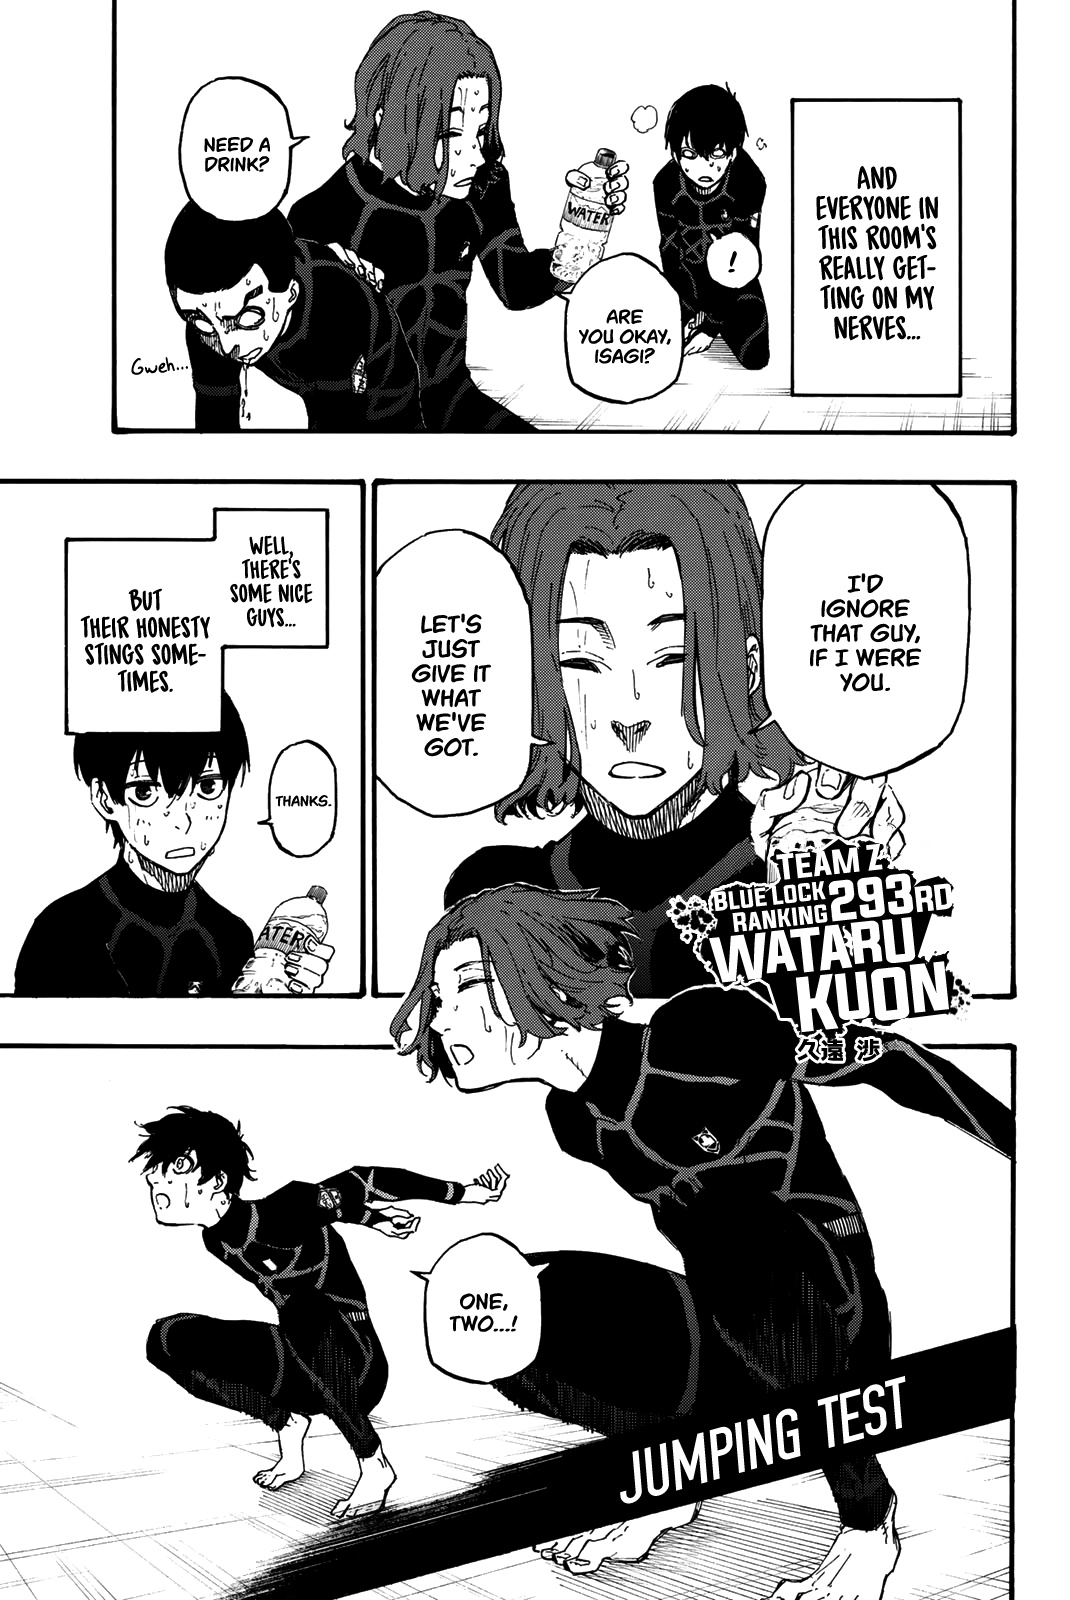 AND
EVERYONE IN
THIS ROOM'S
REALLY GET-
TING ON MY
NERVES...
!
WATER
ARE
YOU OKAY,
ISAGI?
NEED A
DRINK?
Gweh...
I'D
IGNORE
THAT GUY,
IF I WERE
YOU.
LET'S
JUST
GIVE IT
WHAT
WE'VE
GOT.
TEAM Z
BLUE LOCK
RANKING 293RD
WATARU
KUON
久遠 渉
WELL,
THERE'S
SOME NICE
GUYS...
BUT
THEIR HONESTY
STINGS SOME-
TIMES.
THANKS.
ATER
ONE,
TWO...!
JUMPING TEST